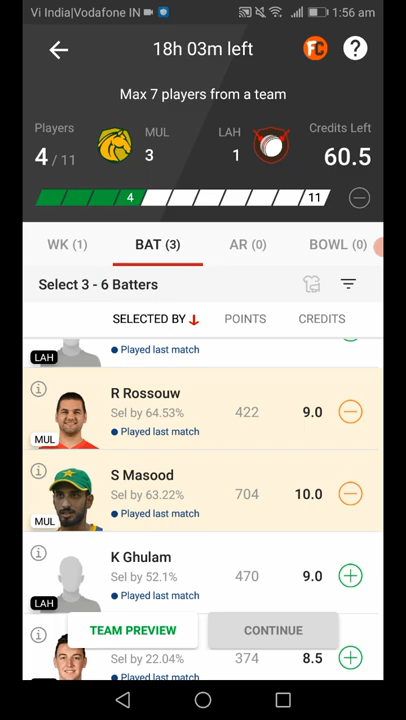 Vi India|Vodafone IN 1:56 am
18h 03m left
FC ?
Max 7 players from a team
Players MUL LAH Credits Left
4 / 11 3 1 60.5
4 11
WK (1) BAT (3) AR (0) BOWL (0)
Select 3 - 6 Batters
SELECTED BY POINTS CREDITS
LAH
Played last match
R Rossouw
Sel by 64.53% 422 9.0
Played last match
MUL
S Masood
Sel by 63.22% 704 10.0
Played last match
MUL
K Ghulam
Sel by 52.1% 470 9.0
Played last match
LAH
TEAM PREVIEW CONTINUE
Sel by 22.04% 374 8.5
Played last match